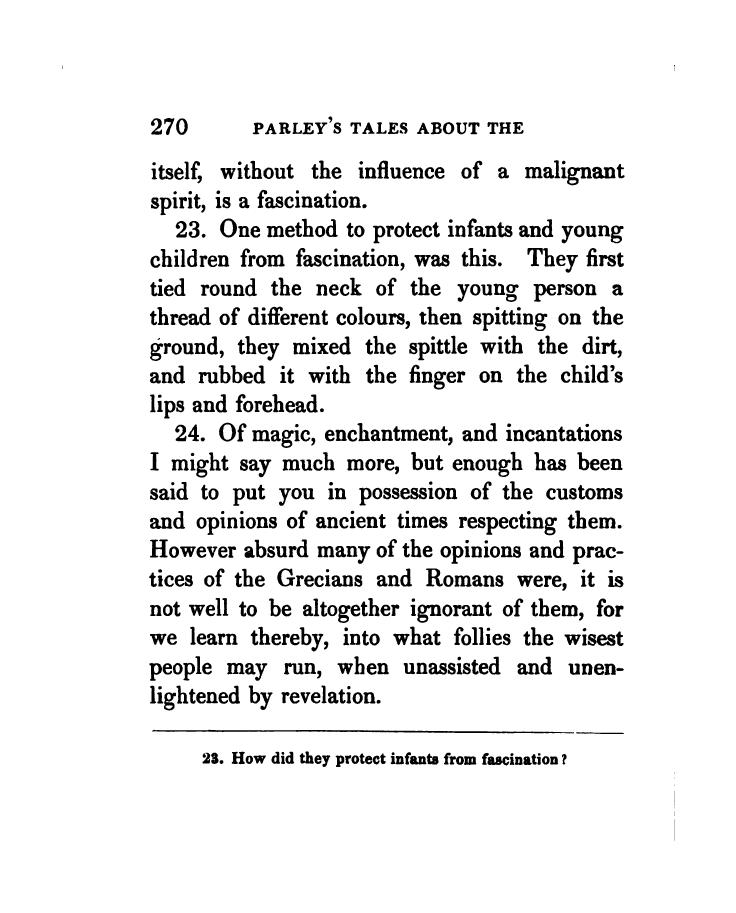 270 PARLEY'S TALES ABOUT THE
itself, without the influence of a malignant
spirit, is a fascination.
23. One method to protect infants and young
children from fascination, was this. They first
tied round the neck of the young person a
thread of different colours, then spitting on the
ground, they mixed the spittle with the dirt,
and rubbed it with the finger on the child's
lips and forehead.
24. Of magic, enchantment, and incantations
I might say much more, but enough has been
said to put you in possession of the customs
and opinions of ancient times respecting them.
However absurd many of the opinions and prac-
tices of the Grecians and Romans were, it is
not well to be altogether ignorant of them, for
we learn thereby, into what follies the wisest
people may run, when unassisted and unen-
lightened by revelation.
23. How did they protect infants from fascination?